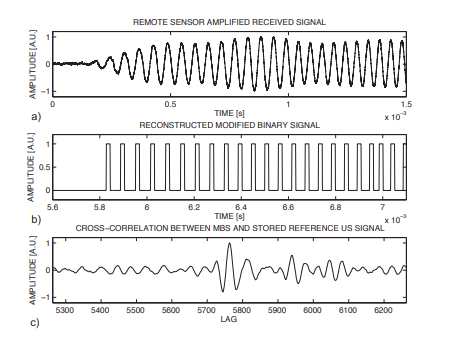 REMOTE SENSOR AMPLIFIED RECEIVED SIGNAL
AMPLITUDE [A.U.]
1
0
−1
0 0.5 1 1.5
TIME [s]
x 10⁻³
a)
RECONSTRUCTED MODIFIED BINARY SIGNAL
AMPLITUDE [A.U.]
1
0.5
0
5.6 5.8 6 6.2 6.4 6.6 6.8 7
TIME [s]
x 10⁻³
b)
CROSS−CORRELATION BETWEEN MBS AND STORED REFERENCE US SIGNAL
AMPLITUDE [A.U.]
1
0
−1
5300 5400 5500 5600 5700 5800 5900 6000 6100 6200
LAG
c)